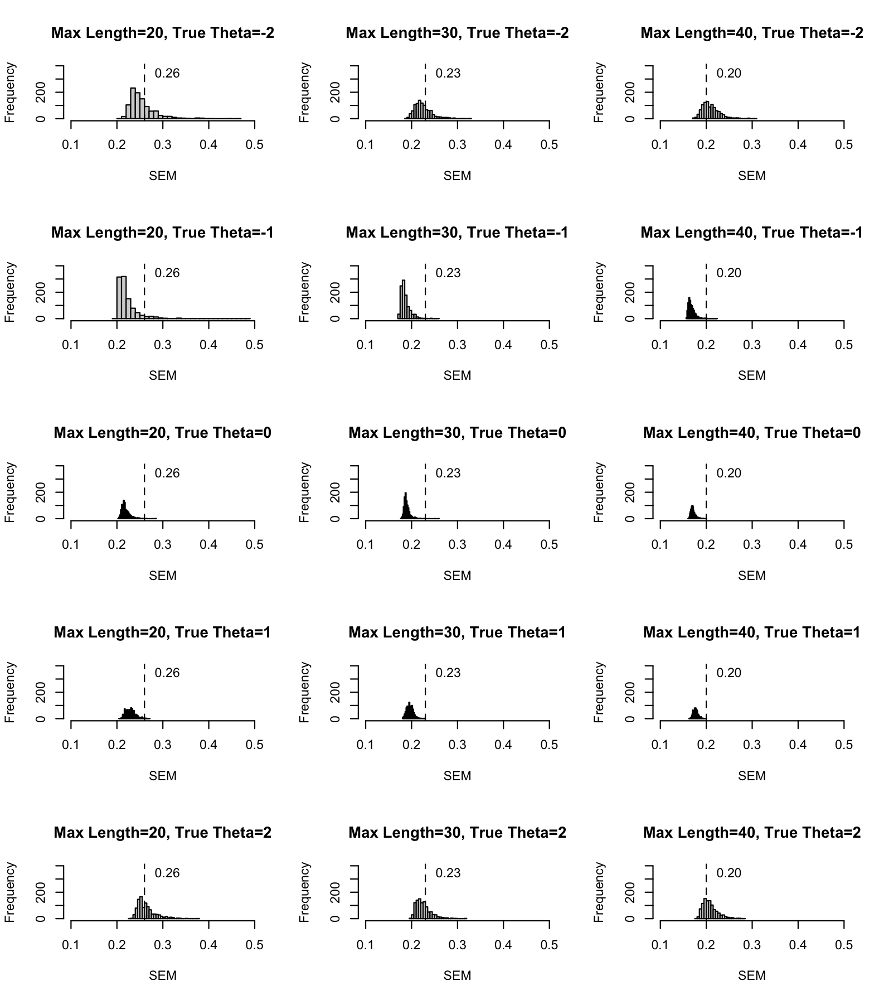 Max Length=20, True Theta=-2
Frequency
0 200
0.26
0.1 0.2 0.3 0.4 0.5
SEM
Max Length=30, True Theta=-2
Frequency
0 200
0.23
0.1 0.2 0.3 0.4 0.5
SEM
Max Length=40, True Theta=-2
Frequency
0 200
0.20
0.1 0.2 0.3 0.4 0.5
SEM
Max Length=20, True Theta=-1
Frequency
0 200
0.26
0.1 0.2 0.3 0.4 0.5
SEM
Max Length=30, True Theta=-1
Frequency
0 200
0.23
0.1 0.2 0.3 0.4 0.5
SEM
Max Length=40, True Theta=-1
Frequency
0 200
0.20
0.1 0.2 0.3 0.4 0.5
SEM
Max Length=20, True Theta=0
Frequency
0 200
0.26
0.1 0.2 0.3 0.4 0.5
SEM
Max Length=30, True Theta=0
Frequency
0 200
0.23
0.1 0.2 0.3 0.4 0.5
SEM
Max Length=40, True Theta=0
Frequency
0 200
0.20
0.1 0.2 0.3 0.4 0.5
SEM
Max Length=20, True Theta=1
Frequency
0 200
0.26
0.1 0.2 0.3 0.4 0.5
SEM
Max Length=30, True Theta=1
Frequency
0 200
0.23
0.1 0.2 0.3 0.4 0.5
SEM
Max Length=40, True Theta=1
Frequency
0 200
0.20
0.1 0.2 0.3 0.4 0.5
SEM
Max Length=20, True Theta=2
Frequency
0 200
0.26
0.1 0.2 0.3 0.4 0.5
SEM
Max Length=30, True Theta=2
Frequency
0 200
0.23
0.1 0.2 0.3 0.4 0.5
SEM
Max Length=40, True Theta=2
Frequency
0 200
0.20
0.1 0.2 0.3 0.4 0.5
SEM